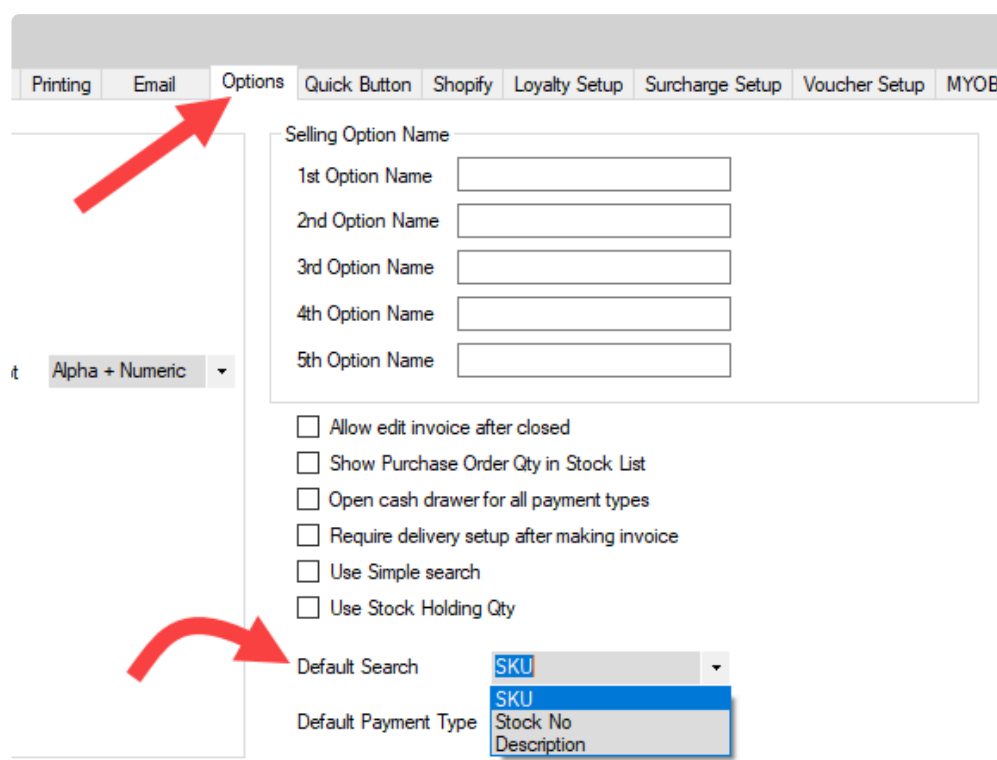 Printing Email Options Quick Button Shopify Loyalty Setup Surcharge Setup Voucher Setup MYOB
Selling Option Name
1st Option Name
2nd Option Name
3rd Option Name
4th Option Name
5th Option Name
Alpha + Numeric
Allow edit invoice after closed
Show Purchase Order Qty in Stock List
Open cash drawer for all payment types
Require delivery setup after making invoice
Use Simple search
Use Stock Holding Qty
Default Search SKU
SKU
Default Payment Type Stock No
Description